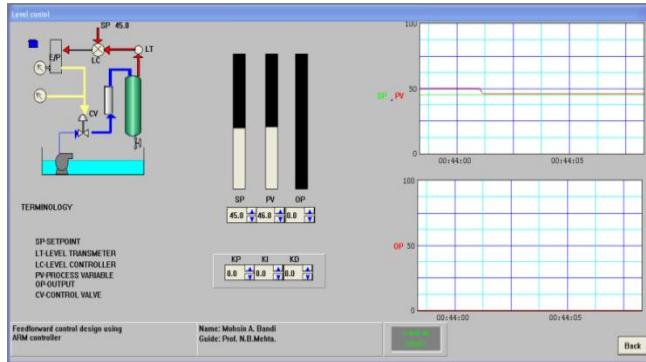 Level contrl
SP 45.0
E/P
LC
LT
CV
TERMINOLOGY
SP-SETPOINT
LT-LEVEL TRANSMETER
LC-LEVEL CONTROLLER
PV-PROCESS VARIABLE
OP-OUTPUT
CV-CONTROL VALVE
SP PV OP
45.0 46.0 0.0
KP KI KD
0.0 0.0 0.0
100
SP , PV 50
0
00:44:00 00:44:05
100
OP 50
0
00:44:00 00:44:05
Feedforward control design using
ARM controller
Name: Mohsin A. Bandi
Guide: Prof. N.B.Mehta.
Back